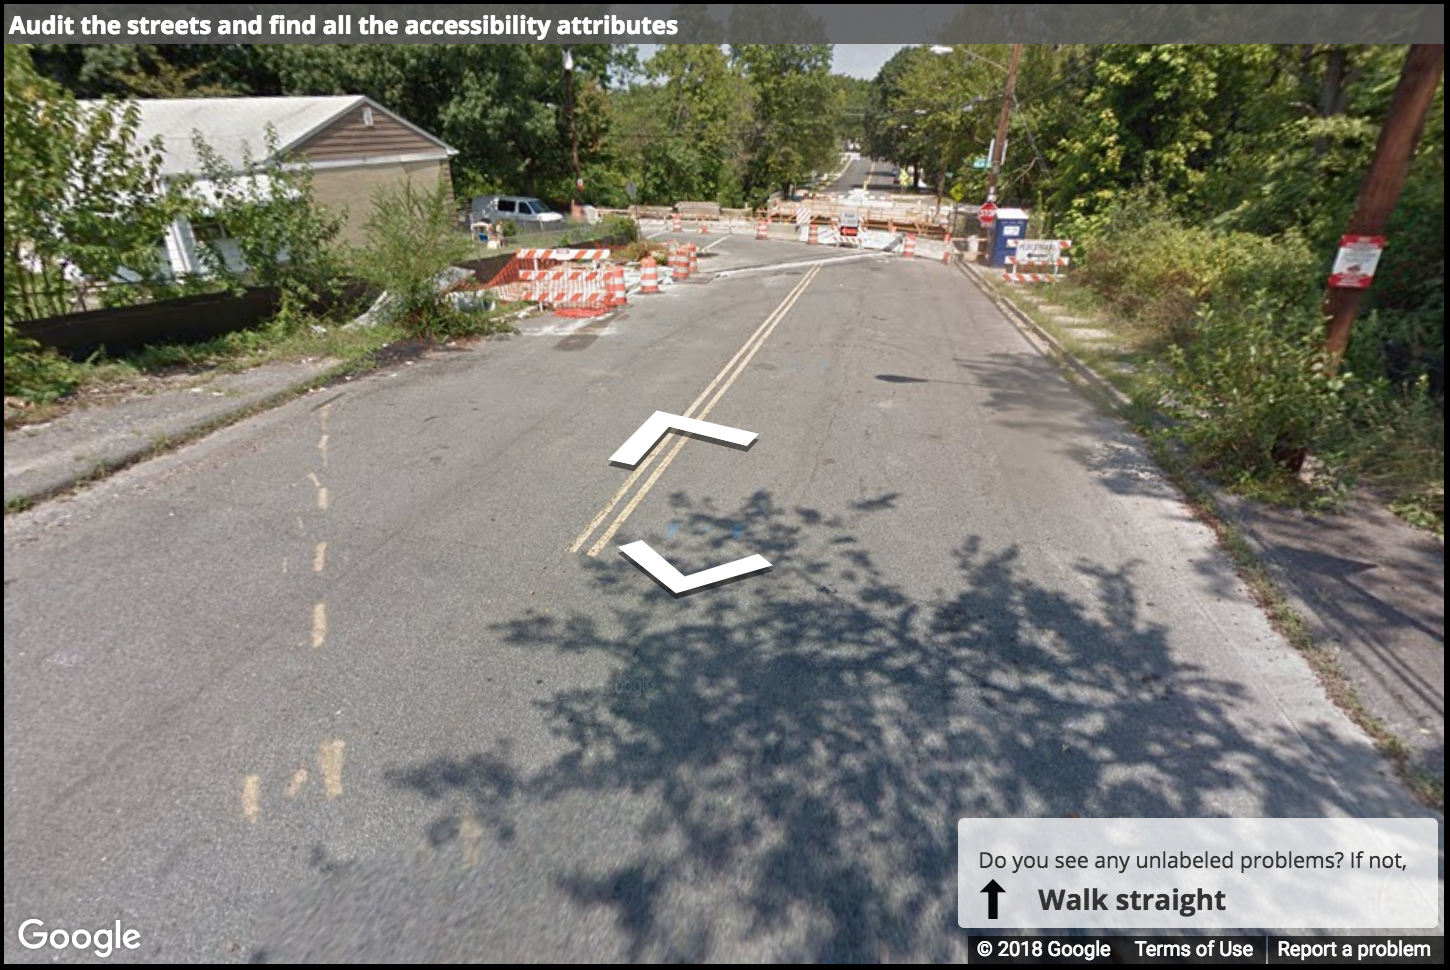 Audit the streets and find all the accessibility attributes
STOP
Do you see any unlabeled problems? If not,
Walk straight
Google
© 2018 Google
Terms of Use
Report a problem